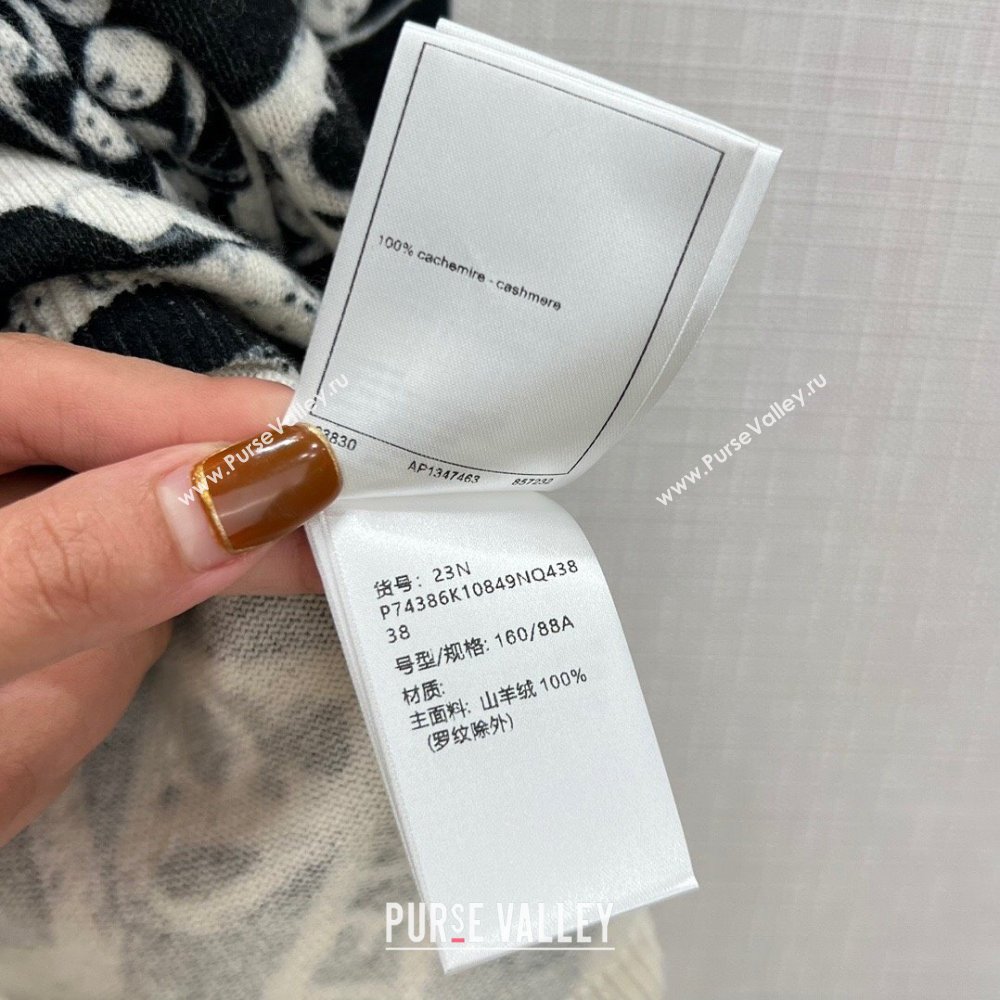 100% cachemire - cashmere
3830 AP1347463 857232
www.PurseValley.ru
www.PurseValley.ru
货号: 23N
P74386K10849NQ438
38
号型/规格: 160/88A
材质:
主面料: 山羊绒 100%
(罗纹除外)
PURSE VALLEY